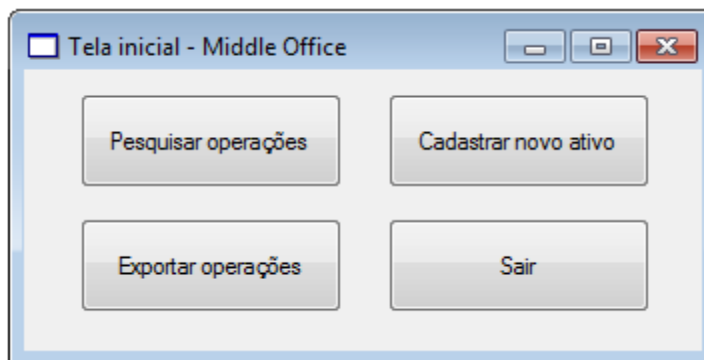 Tela inicial - Middle Office
Pesquisar operações
Cadastrar novo ativo
Exportar operações
Sair